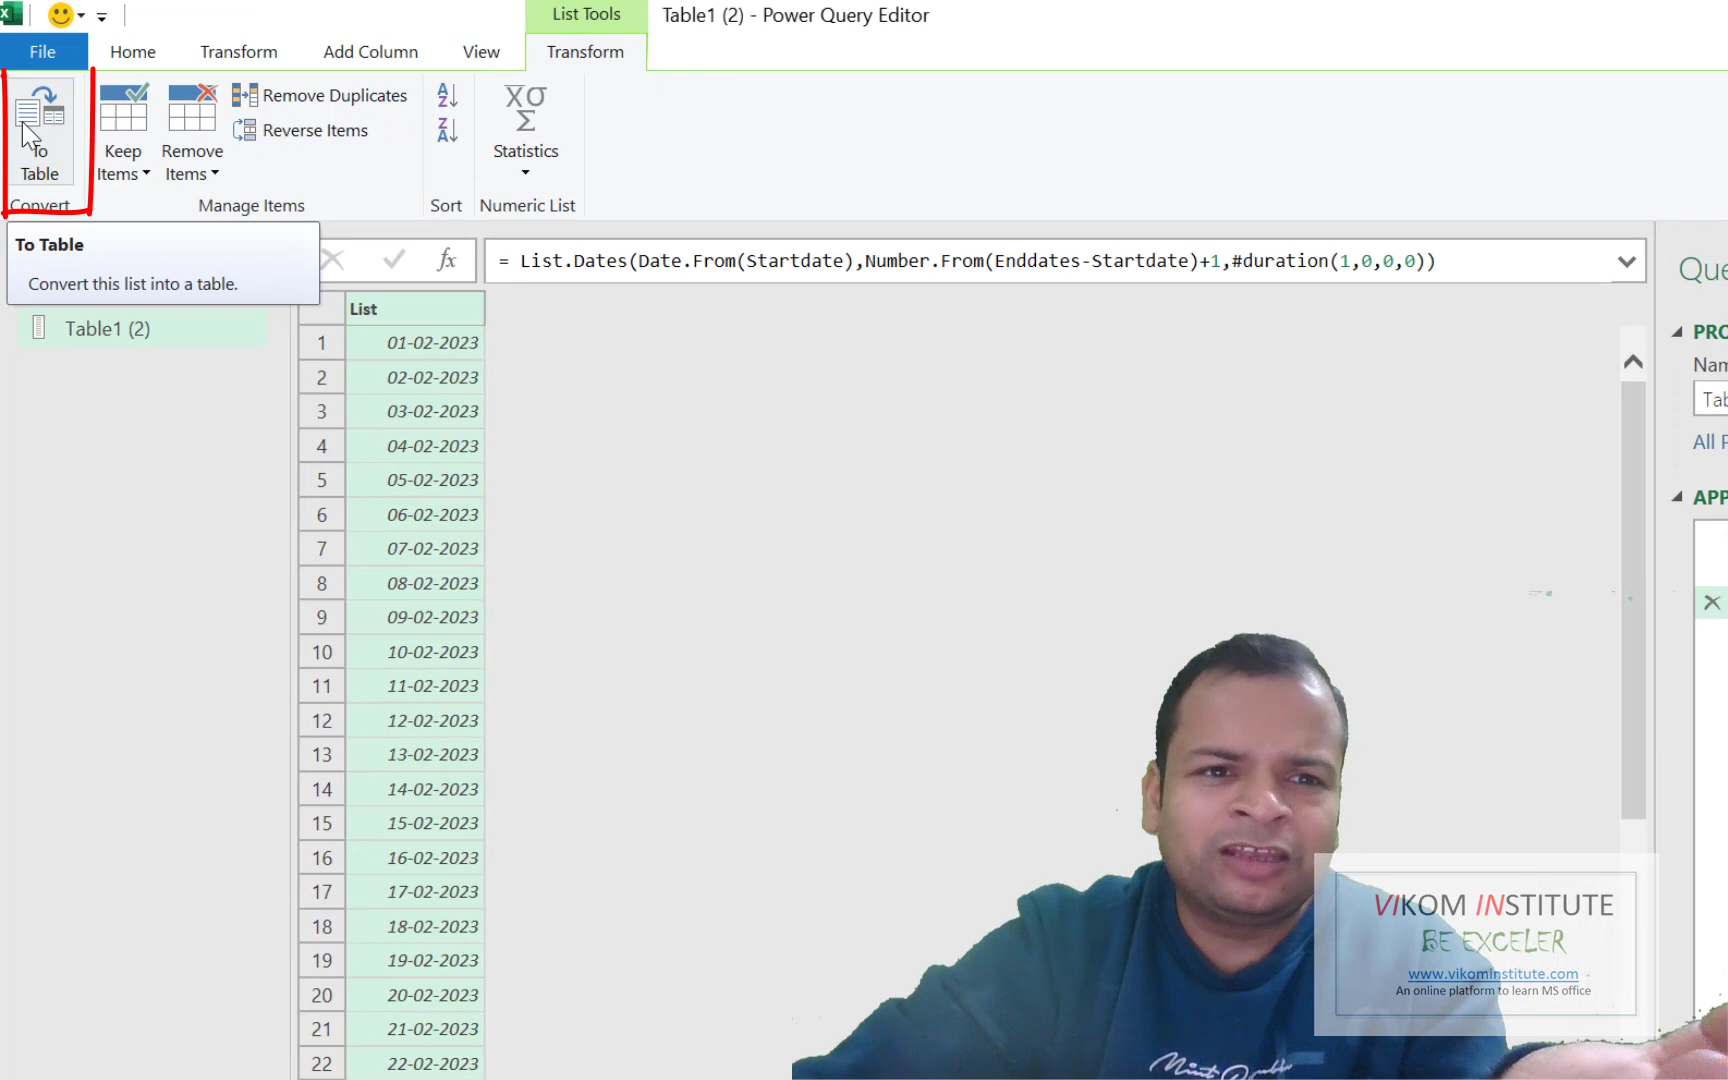 List Tools
Table1 (2) - Power Query Editor
File
Home
Transform
Add Column
View
Transform
To
Table
Keep
Items
Remove
Items
Remove Duplicates
Reverse Items
A
Z
Z
A
Statistics
Convert
Manage Items
Sort
Numeric List
To Table
Convert this list into a table.
fx
= List.Dates(Date.From(Startdate),Number.From(Enddates-Startdate)+1,#duration(1,0,0,0))
Que
PRO
Nam
Tab
All P
APP
Table1 (2)
List
1 01-02-2023
2 02-02-2023
3 03-02-2023
4 04-02-2023
5 05-02-2023
6 06-02-2023
7 07-02-2023
8 08-02-2023
9 09-02-2023
10 10-02-2023
11 11-02-2023
12 12-02-2023
13 13-02-2023
14 14-02-2023
15 15-02-2023
16 16-02-2023
17 17-02-2023
18 18-02-2023
19 19-02-2023
20 20-02-2023
21 21-02-2023
22 22-02-2023
VIKOM INSTITUTE
BE EXCELER
www.vikominstitute.com
An online platform to learn MS office